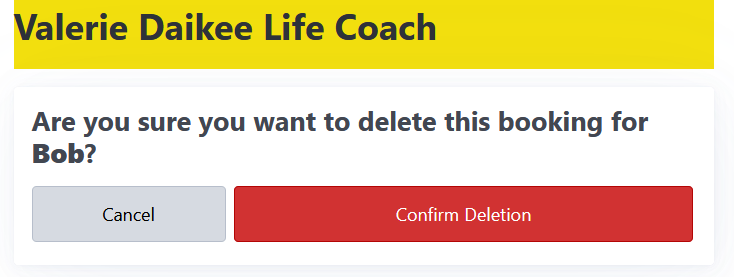 Valerie Daikee Life Coach
Are you sure you want to delete this booking for
Bob?
Cancel
Confirm Deletion